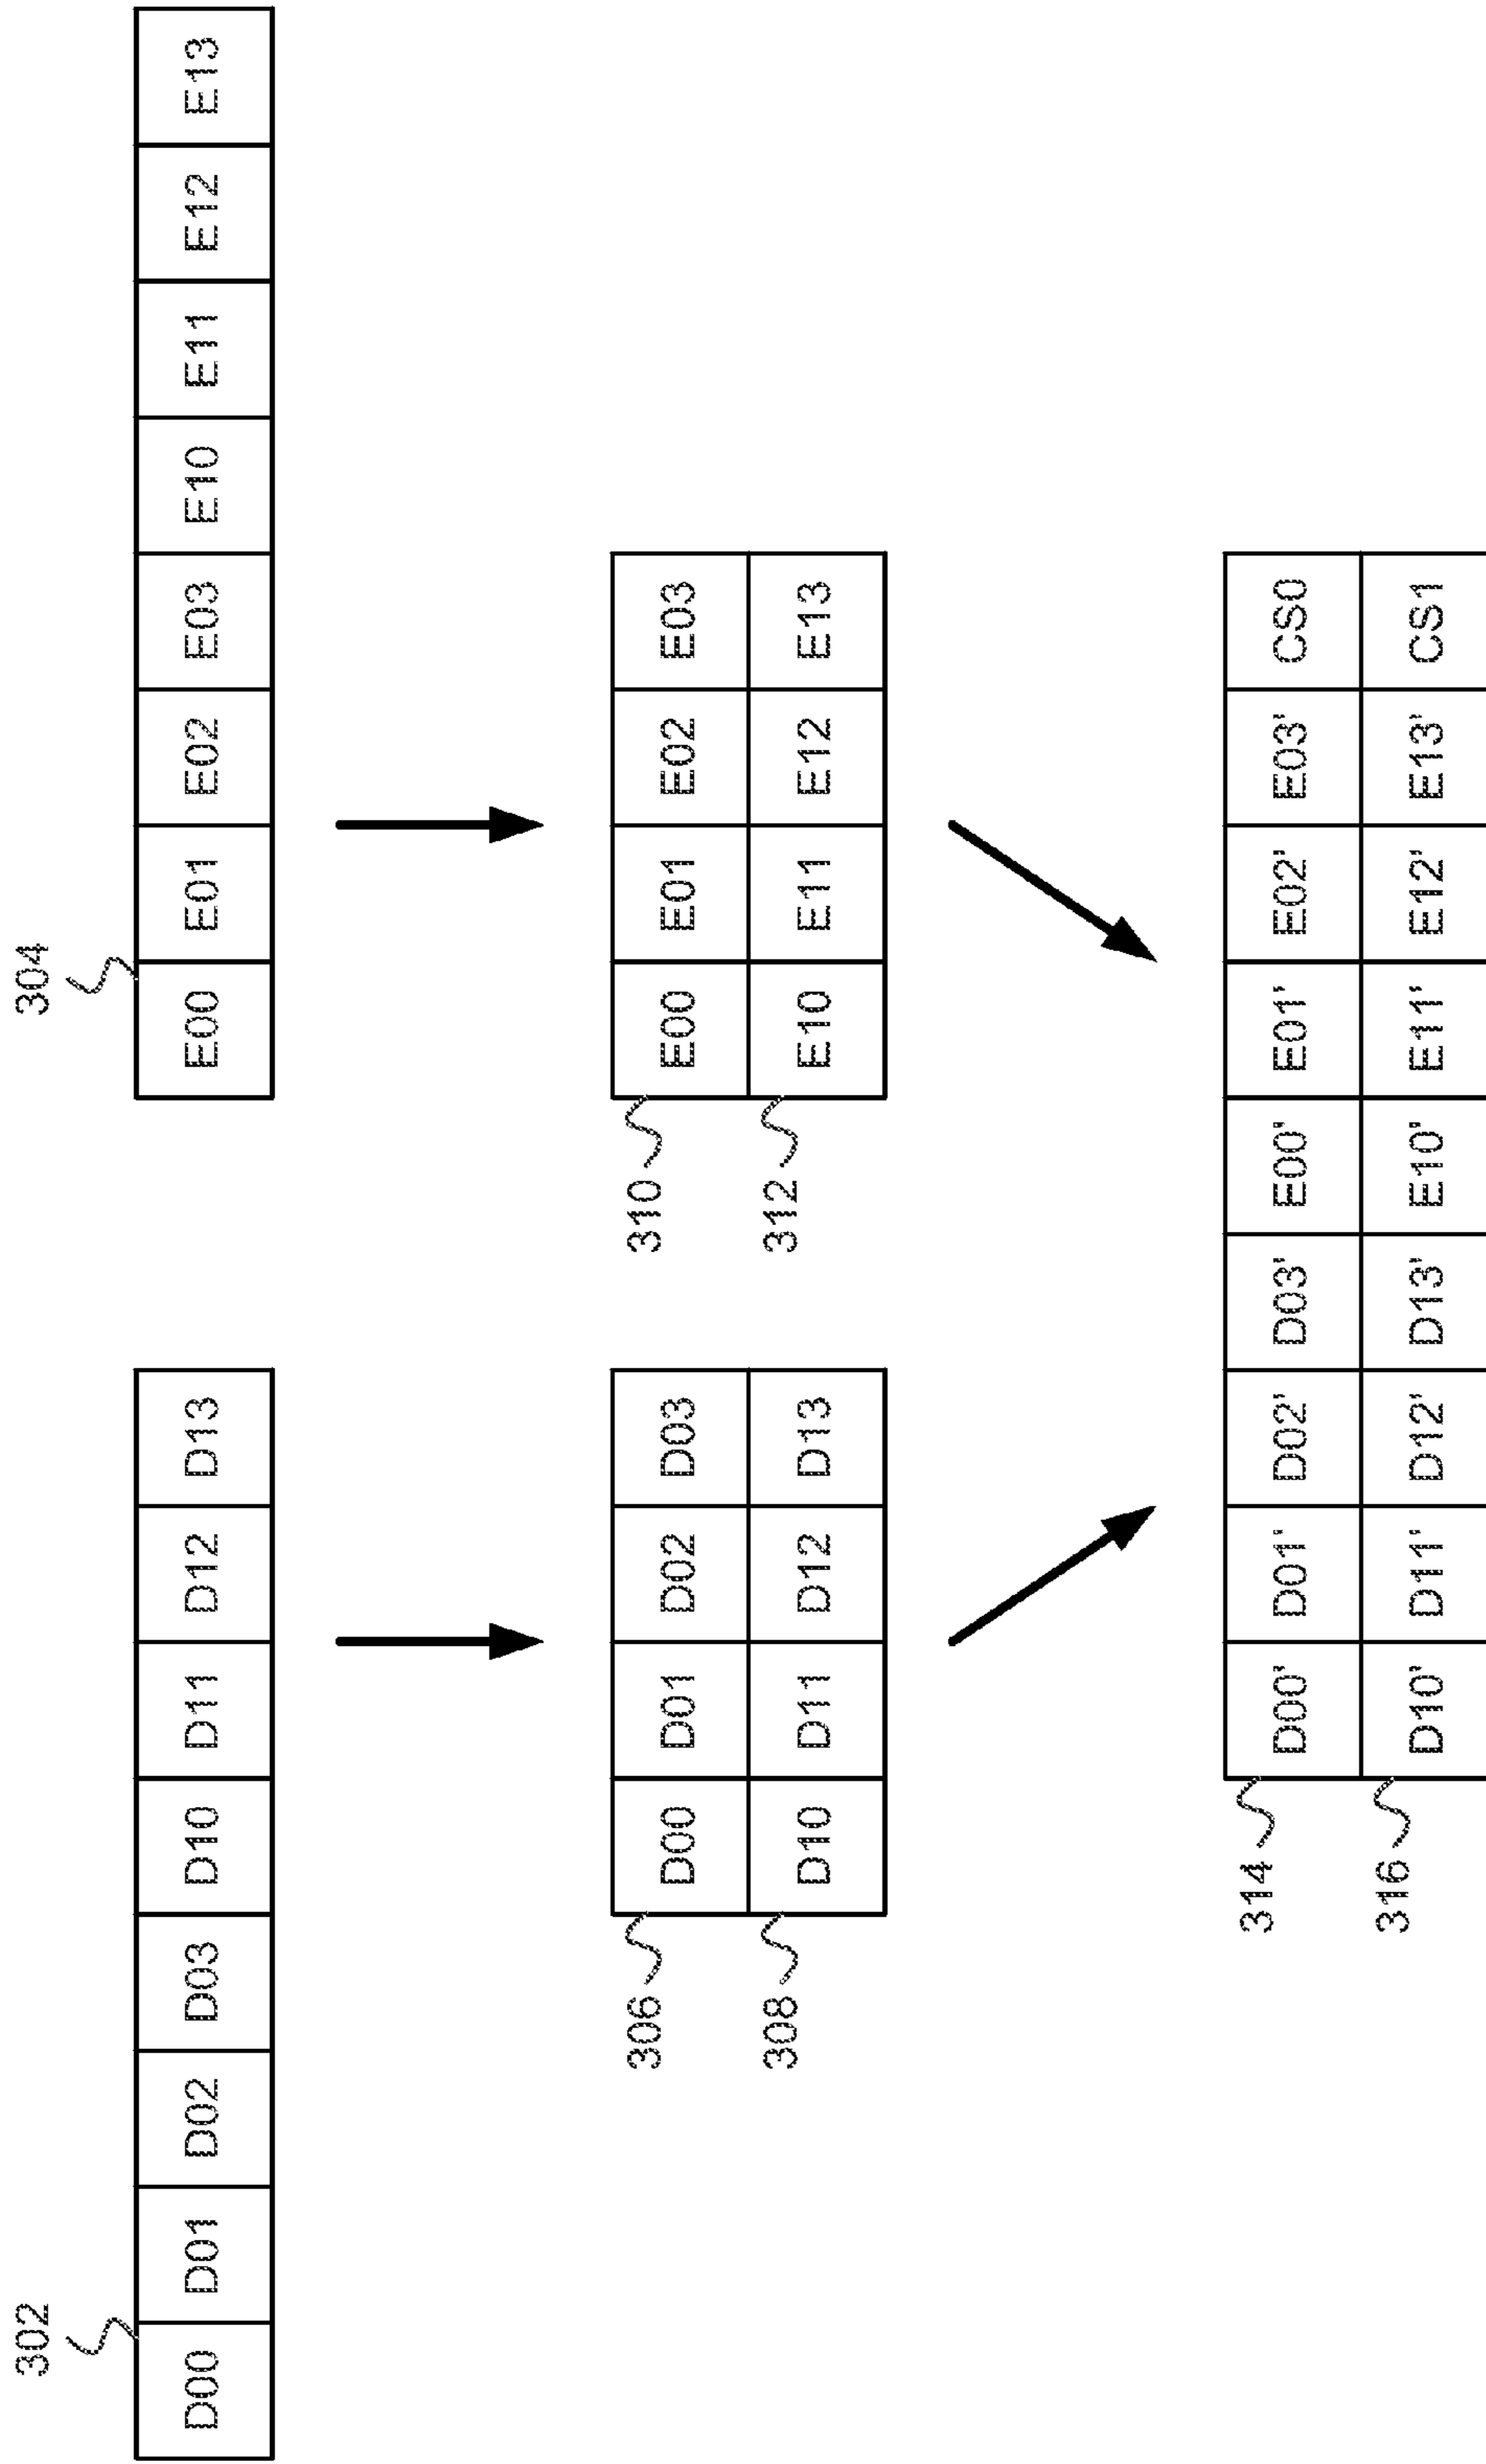 302 304
D00 D01 D02 D03 D10 D11 D12 D13 E00 E01 E02 E03 E10 E11 E12 E13
306 D00 D01 D02 D03 310 E00 E01 E02 E03
308 D10 D11 D12 D13 312 E10 E11 E12 E13
314 D00' D01' D02' D03' E00' E01' E02' E03' CS0
316 D10' D11' D12' D13' E10' E11' E12' E13' CS1